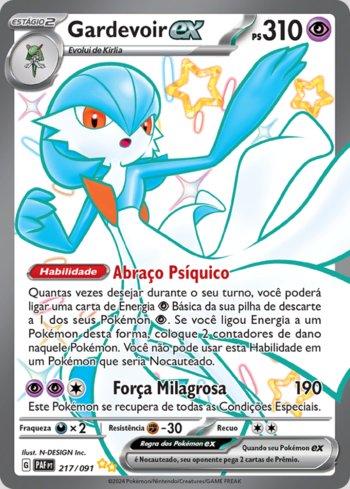 ESTÁGIO 2
Gardevoir ex
PS 310
Evolui de Kirlia
Habilidade Abraço Psíquico
Quantas vezes desejar durante o seu turno, você poderá
ligar uma carta de Energia Básica da sua pilha de descarte
a 1 dos seus Pokémon. Se você ligou Energia a um
Pokémon desta forma, coloque 2 contadores de dano
naquele Pokémon. Você não pode usar esta Habilidade em
um Pokémon que seria Nocauteado.
Força Milagrosa 190
Este Pokémon se recupera de todas as Condições Especiais.
Fraqueza ×2 Resistência -30 Recuo
Ilust. N-DESIGN Inc.
G PAF PT 217/091
Regra dos Pokémon ex
Quando seu Pokémon ex
é Nocauteado, seu oponente pega 2 cartas de Prêmio.
©2024 Pokémon/Nintendo/Creatures/GAME FREAK